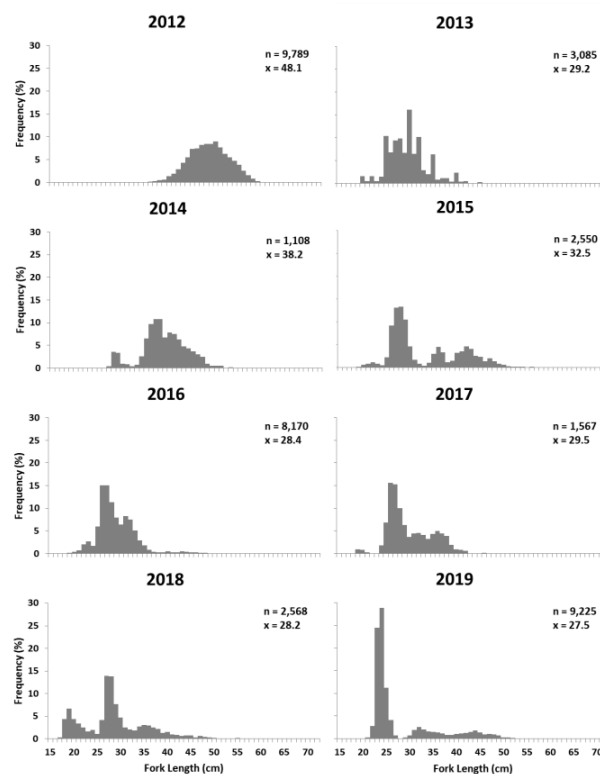 2012
n = 9,789
x = 48.1
Frequency (%)
30
25
20
15
10
5
0
2013
n = 3,085
x = 29.2
2014
n = 1,108
x = 38.2
Frequency (%)
30
25
20
15
10
5
0
2015
n = 2,550
x = 32.5
2016
n = 8,170
x = 28.4
Frequency (%)
30
25
20
15
10
5
0
2017
n = 1,567
x = 29.5
2018
n = 2,568
x = 28.2
Frequency (%)
30
25
20
15
10
5
0
15 20 25 30 35 40 45 50 55 60 65 70
Fork Length (cm)
2019
n = 9,225
x = 27.5
15 20 25 30 35 40 45 50 55 60 65 70
Fork Length (cm)